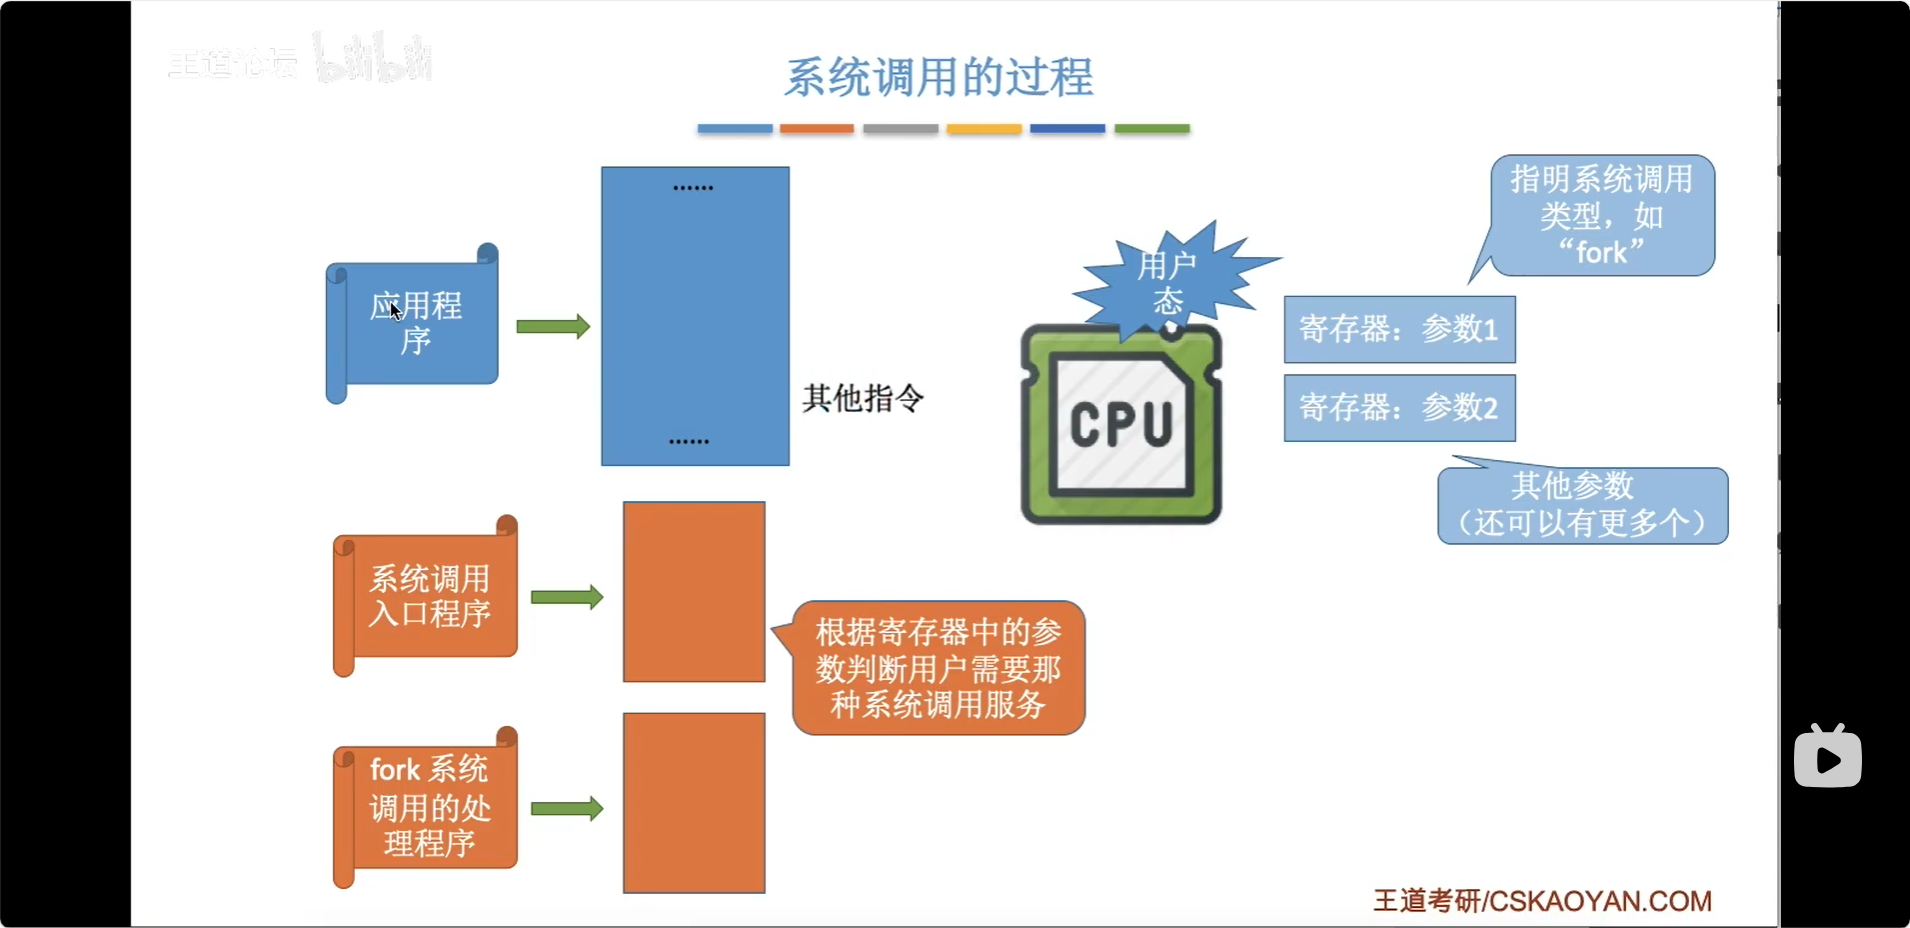 王道论坛 bilibili
系统调用的过程
......
应用程
序
其他指令
......
用户
态
CPU
指明系统调用
类型，如
“fork”
寄存器：参数1
寄存器：参数2
其他参数
（还可以有更多个）
系统调用
入口程序
根据寄存器中的参
数判断用户需要那
种系统调用服务
fork 系统
调用的处
理程序
王道考研/CSKAOYAN.COM